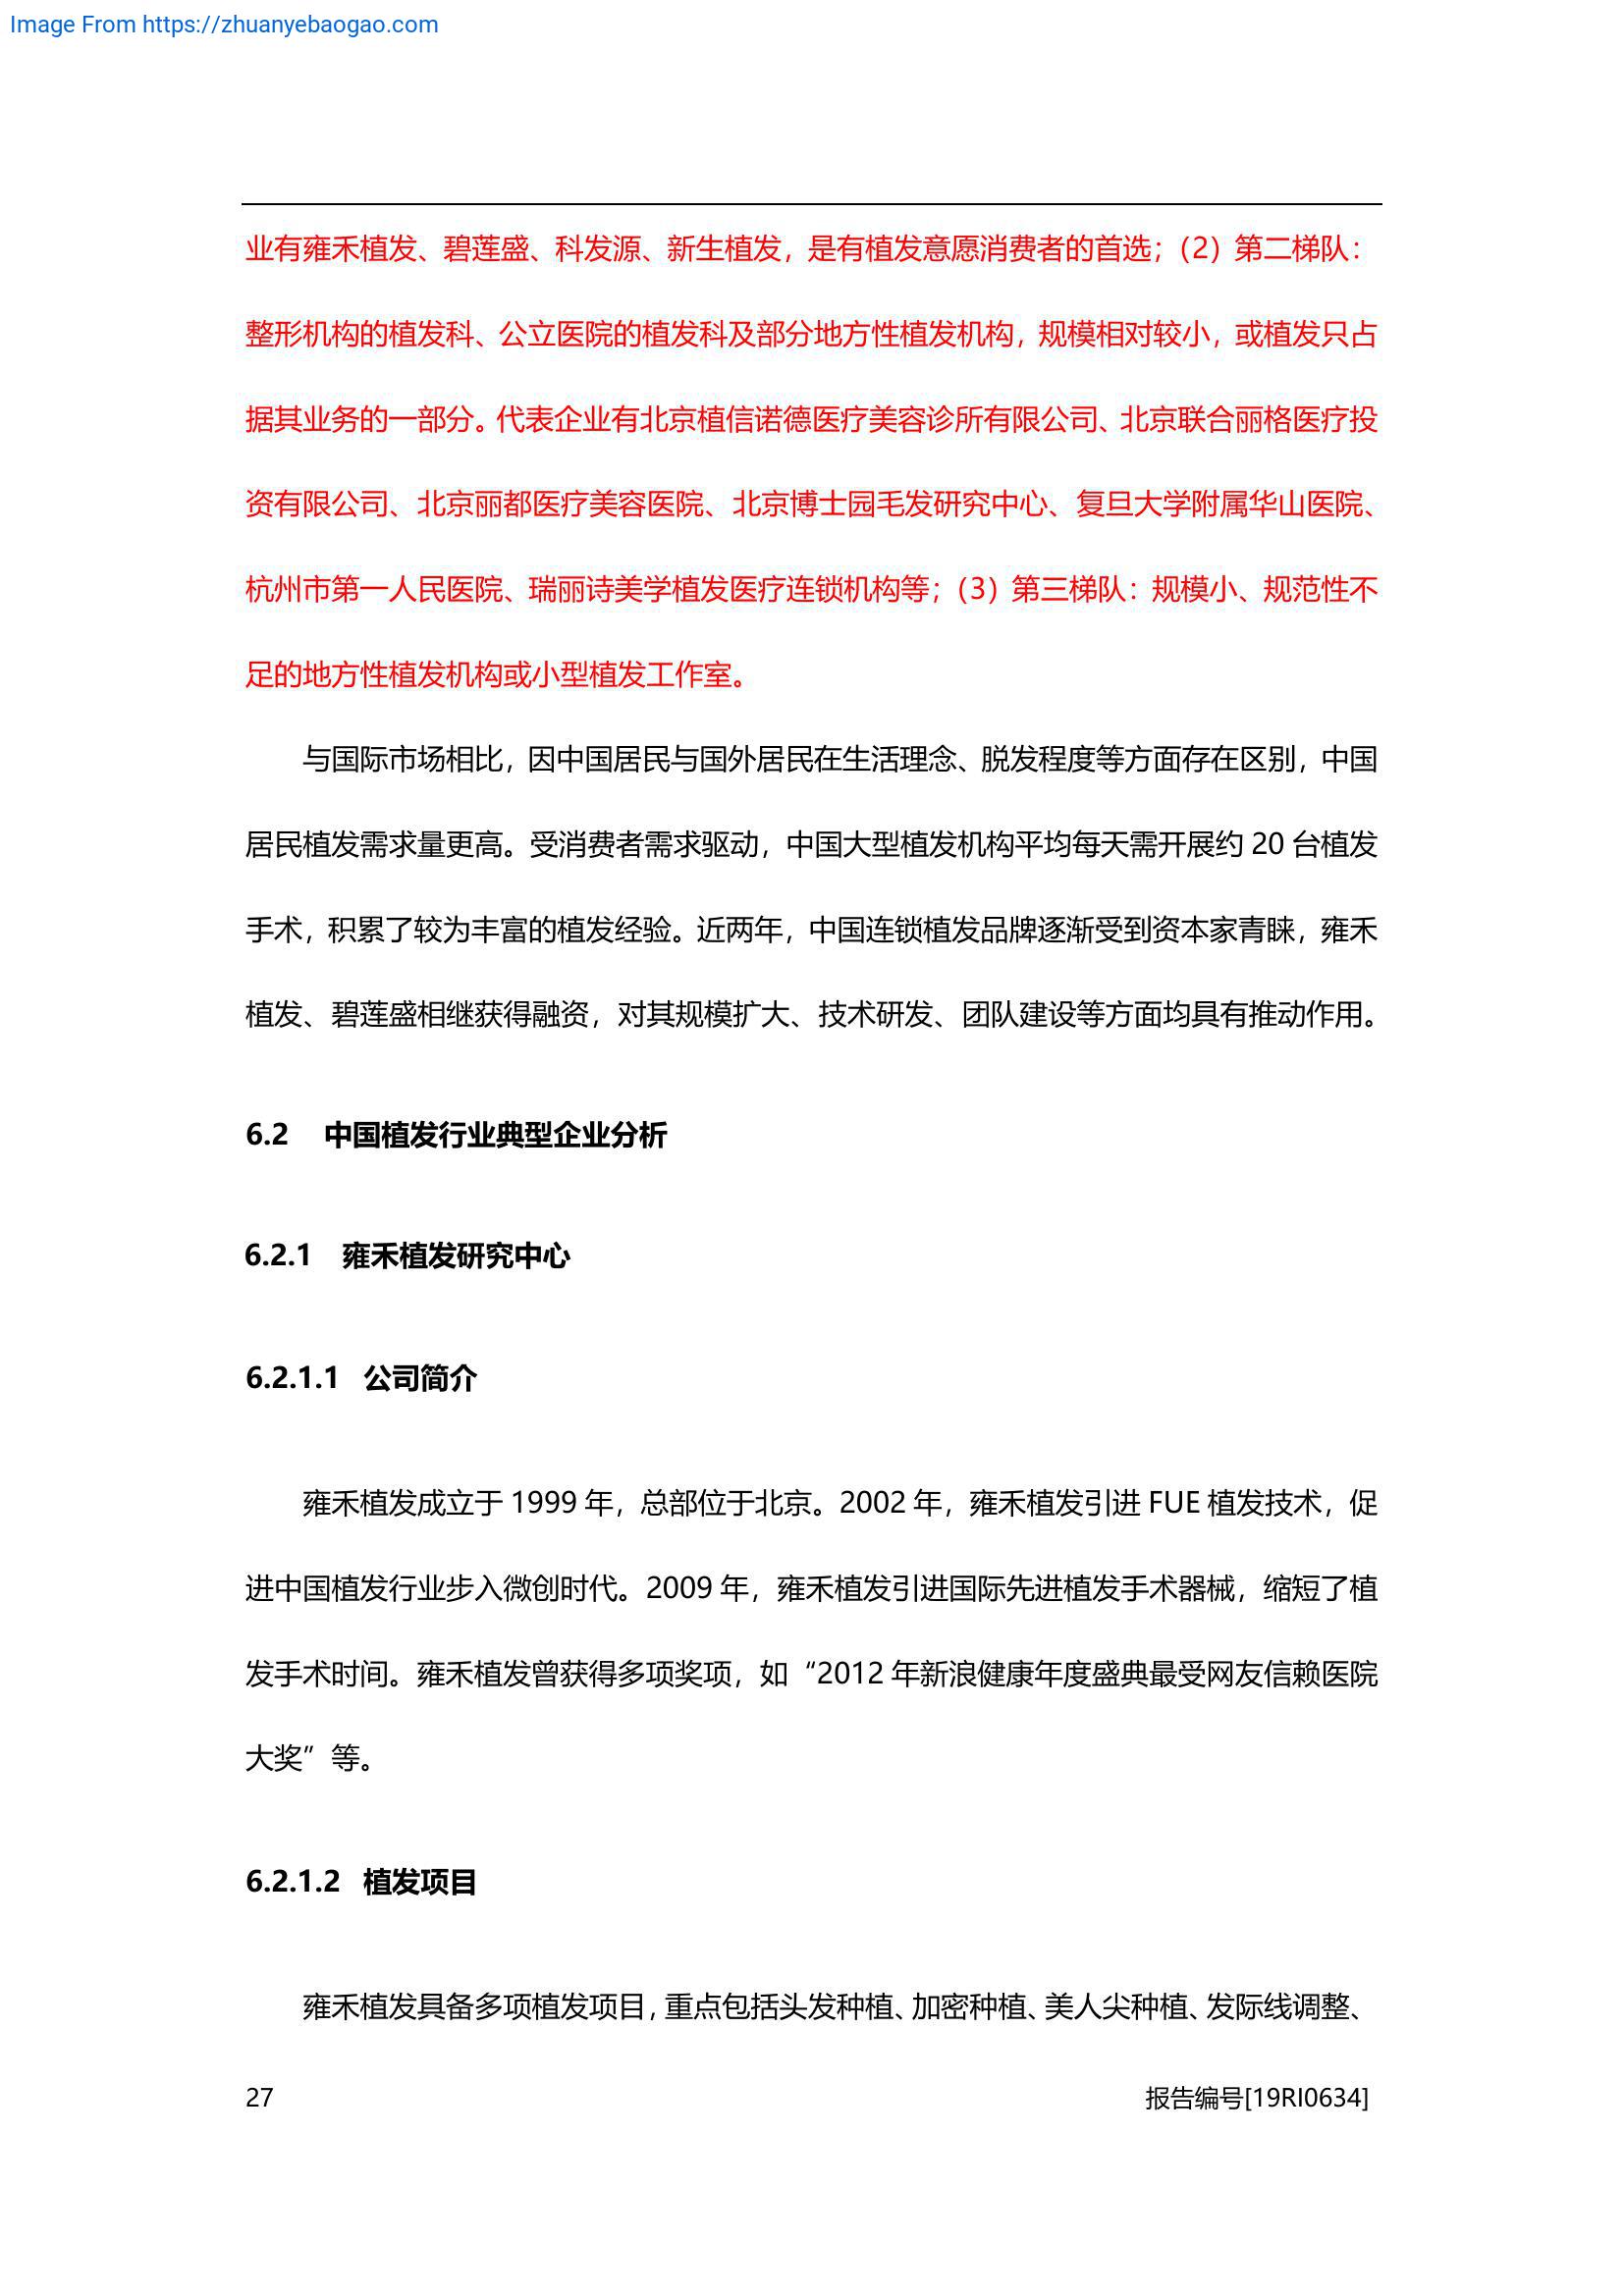 Image From https://zhuanyebaogao.com
业有雍禾植发、碧莲盛、科发源、新生植发，是有植发意愿消费者的首选；（2）第二梯队：
整形机构的植发科、公立医院的植发科及部分地方性植发机构，规模相对较小，或植发只占
据其业务的一部分。代表企业有北京植信诺德医疗美容诊所有限公司、北京联合丽格医疗投
资有限公司、北京丽都医疗美容医院、北京博士园毛发研究中心、复旦大学附属华山医院、
杭州市第一人民医院、瑞丽诗美学植发医疗连锁机构等；（3）第三梯队：规模小、规范性不
足的地方性植发机构或小型植发工作室。
与国际市场相比，因中国居民与国外居民在生活理念、脱发程度等方面存在区别，中国
居民植发需求量更高。受消费者需求驱动，中国大型植发机构平均每天需开展约 20 台植发
手术，积累了较为丰富的植发经验。近两年，中国连锁植发品牌逐渐受到资本家青睐，雍禾
植发、碧莲盛相继获得融资，对其规模扩大、技术研发、团队建设等方面均具有推动作用。
6.2 中国植发行业典型企业分析
6.2.1 雍禾植发研究中心
6.2.1.1 公司简介
雍禾植发成立于 1999 年，总部位于北京。2002 年，雍禾植发引进 FUE 植发技术，促
进中国植发行业步入微创时代。2009 年，雍禾植发引进国际先进植发手术器械，缩短了植
发手术时间。雍禾植发曾获得多项奖项，如“2012 年新浪健康年度盛典最受网友信赖医院
大奖”等。
6.2.1.2 植发项目
雍禾植发具备多项植发项目，重点包括头发种植、加密种植、美人尖种植、发际线调整、
27 报告编号[19RI0634]